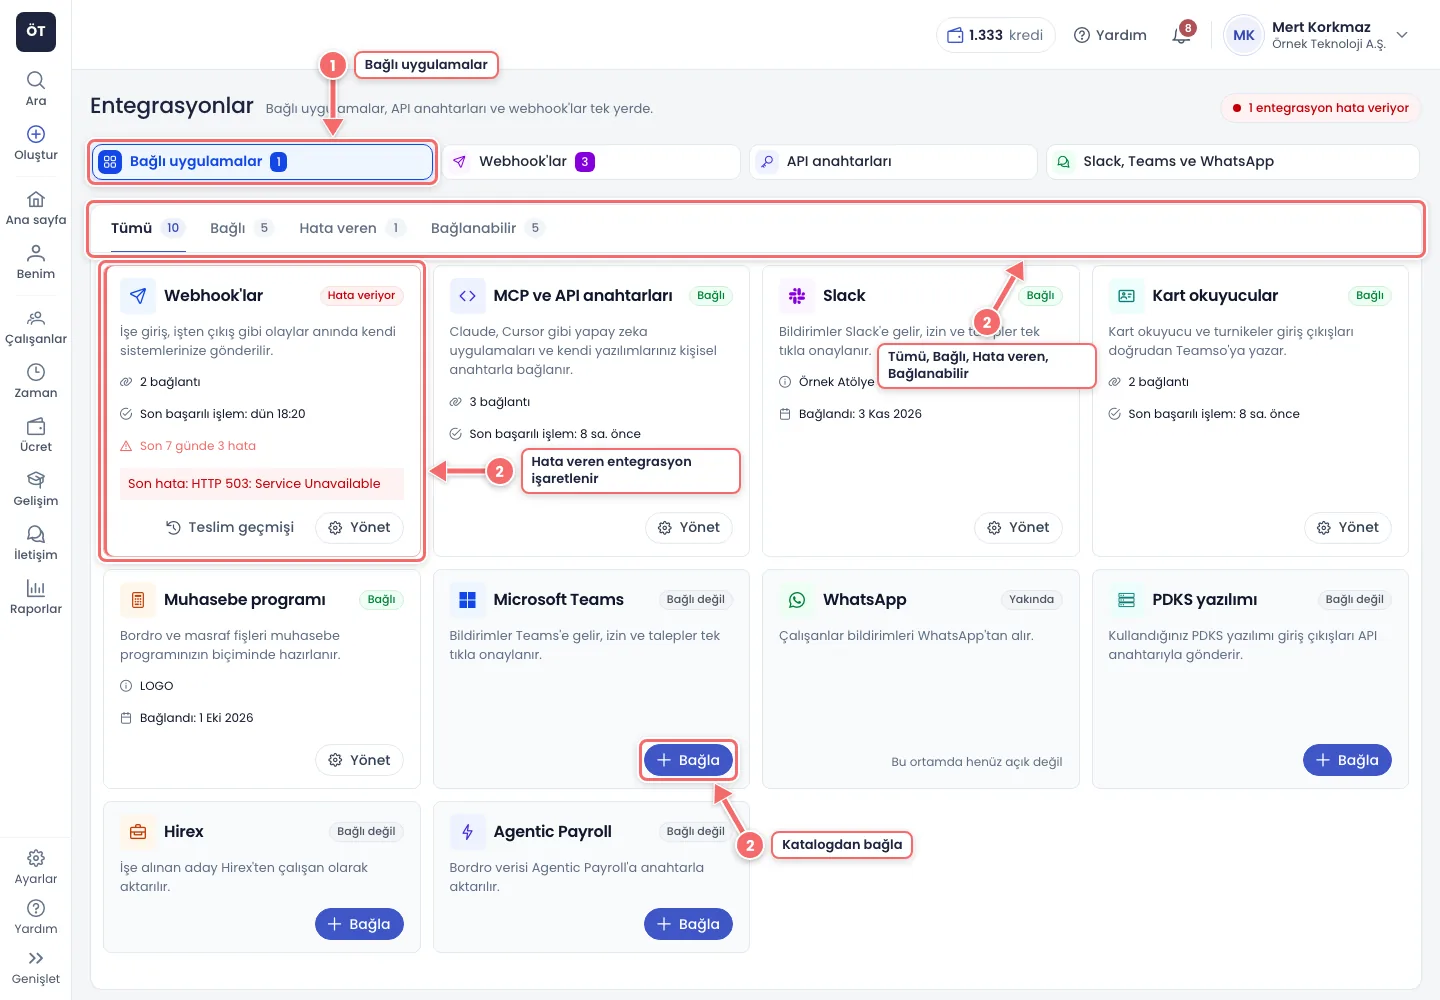 ÖT
Ara
Oluştur
Ana sayfa
Benim
Çalışanlar
Zaman
Ücret
Gelişim
İletişim
Raporlar
Ayarlar
Yardım
Genişlet
1.333 kredi
Yardım
8
MK
Mert Korkmaz
Örnek Teknoloji A.Ş.
1
Bağlı uygulamalar
Entegrasyonlar
Bağlı uygulamalar, API anahtarları ve webhook'lar tek yerde.
1 entegrasyon hata veriyor
Bağlı uygulamalar 1
Webhook'lar 3
API anahtarları
Slack, Teams ve WhatsApp
Tümü 10
Bağlı 5
Hata veren 1
Bağlanabilir 5
Webhook'lar
Hata veriyor
İşe giriş, işten çıkış gibi olaylar anında kendi
sistemlerinize gönderilir.
2 bağlantı
Son başarılı işlem: dün 18:20
Son 7 günde 3 hata
Son hata: HTTP 503: Service Unavailable
Teslim geçmişi
Yönet
2
Hata veren entegrasyon
işaretlenir
MCP ve API anahtarları
Bağlı
Claude, Cursor gibi yapay zeka
uygulamaları ve kendi yazılımlarınız kişisel
anahtarla bağlanır.
3 bağlantı
Son başarılı işlem: 8 sa. önce
Yönet
Slack
Bağlı
Bildirimler Slack'e gelir, izin ve talepler tek
tıkla onaylanır.
Örnek Atölye
Bağlandı: 3 Kas 2026
Yönet
2
Tümü, Bağlı, Hata veren,
Bağlanabilir
Kart okuyucular
Bağlı
Kart okuyucu ve turnikeler giriş çıkışları
doğrudan Teamso'ya yazar.
2 bağlantı
Son başarılı işlem: 8 sa. önce
Yönet
Muhasebe programı
Bağlı
Bordro ve masraf fişleri muhasebe
programınızın biçiminde hazırlanır.
LOGO
Bağlandı: 1 Eki 2026
Yönet
Microsoft Teams
Bağlı değil
Bildirimler Teams'e gelir, izin ve talepler tek
tıkla onaylanır.
Bağla
WhatsApp
Yakında
Çalışanlar bildirimleri WhatsApp'tan alır.
Bu ortamda henüz açık değil
PDKS yazılımı
Bağlı değil
Kullandığınız PDKS yazılımı giriş çıkışları API
anahtarıyla gönderir.
Bağla
Hirex
Bağlı değil
İşe alınan aday Hirex'ten çalışan olarak
aktarılır.
Bağla
Agentic Payroll
Bağlı değil
Bordro verisi Agentic Payroll'a anahtarla
aktarılır.
Bağla
2
Katalogdan bağla